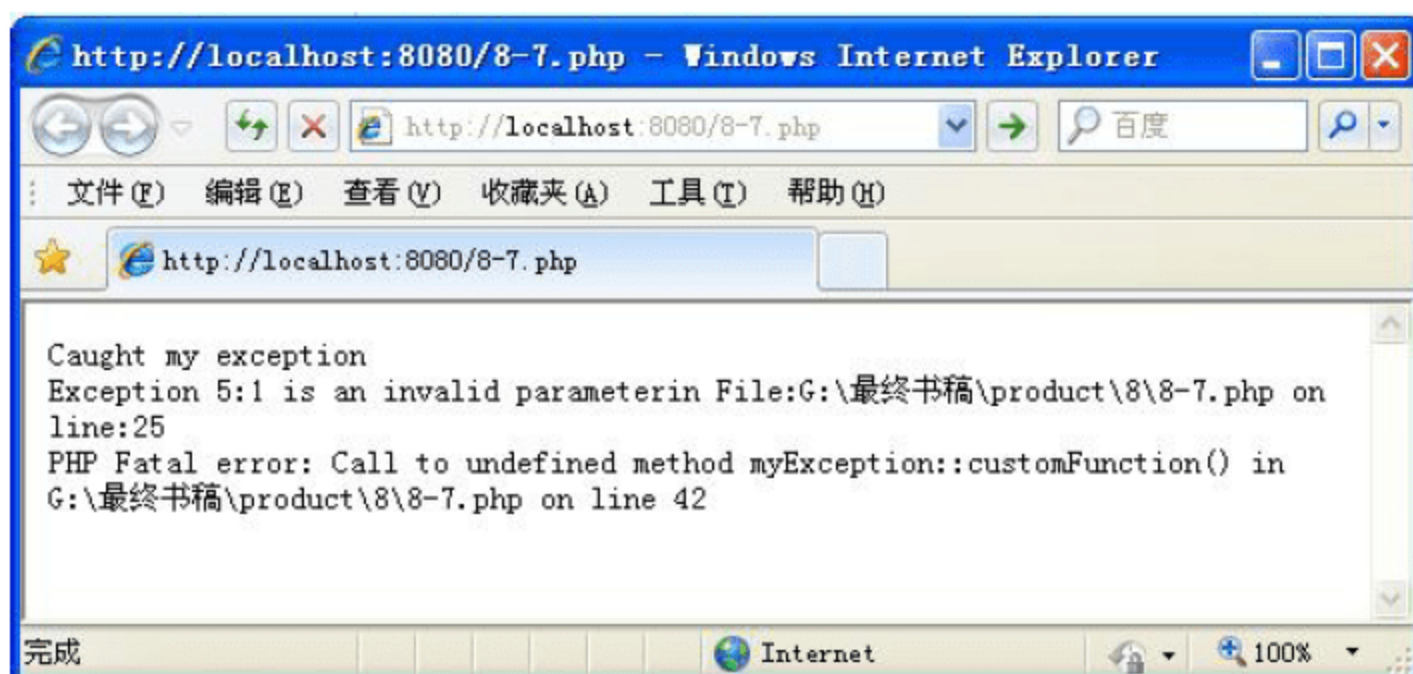 http://localhost:8080/8-7.php - Windows Internet Explorer
http://localhost:8080/8-7.php
百度
文件(F) 编辑(E) 查看(V) 收藏夹(A) 工具(T) 帮助(H)
http://localhost:8080/8-7.php
Caught my exception
Exception 5:1 is an invalid parameterin File:G:\最终书稿\product\8\8-7.php on
line:25
PHP Fatal error: Call to undefined method myException::customFunction() in
G:\最终书稿\product\8\8-7.php on line 42
完成 Internet 100%